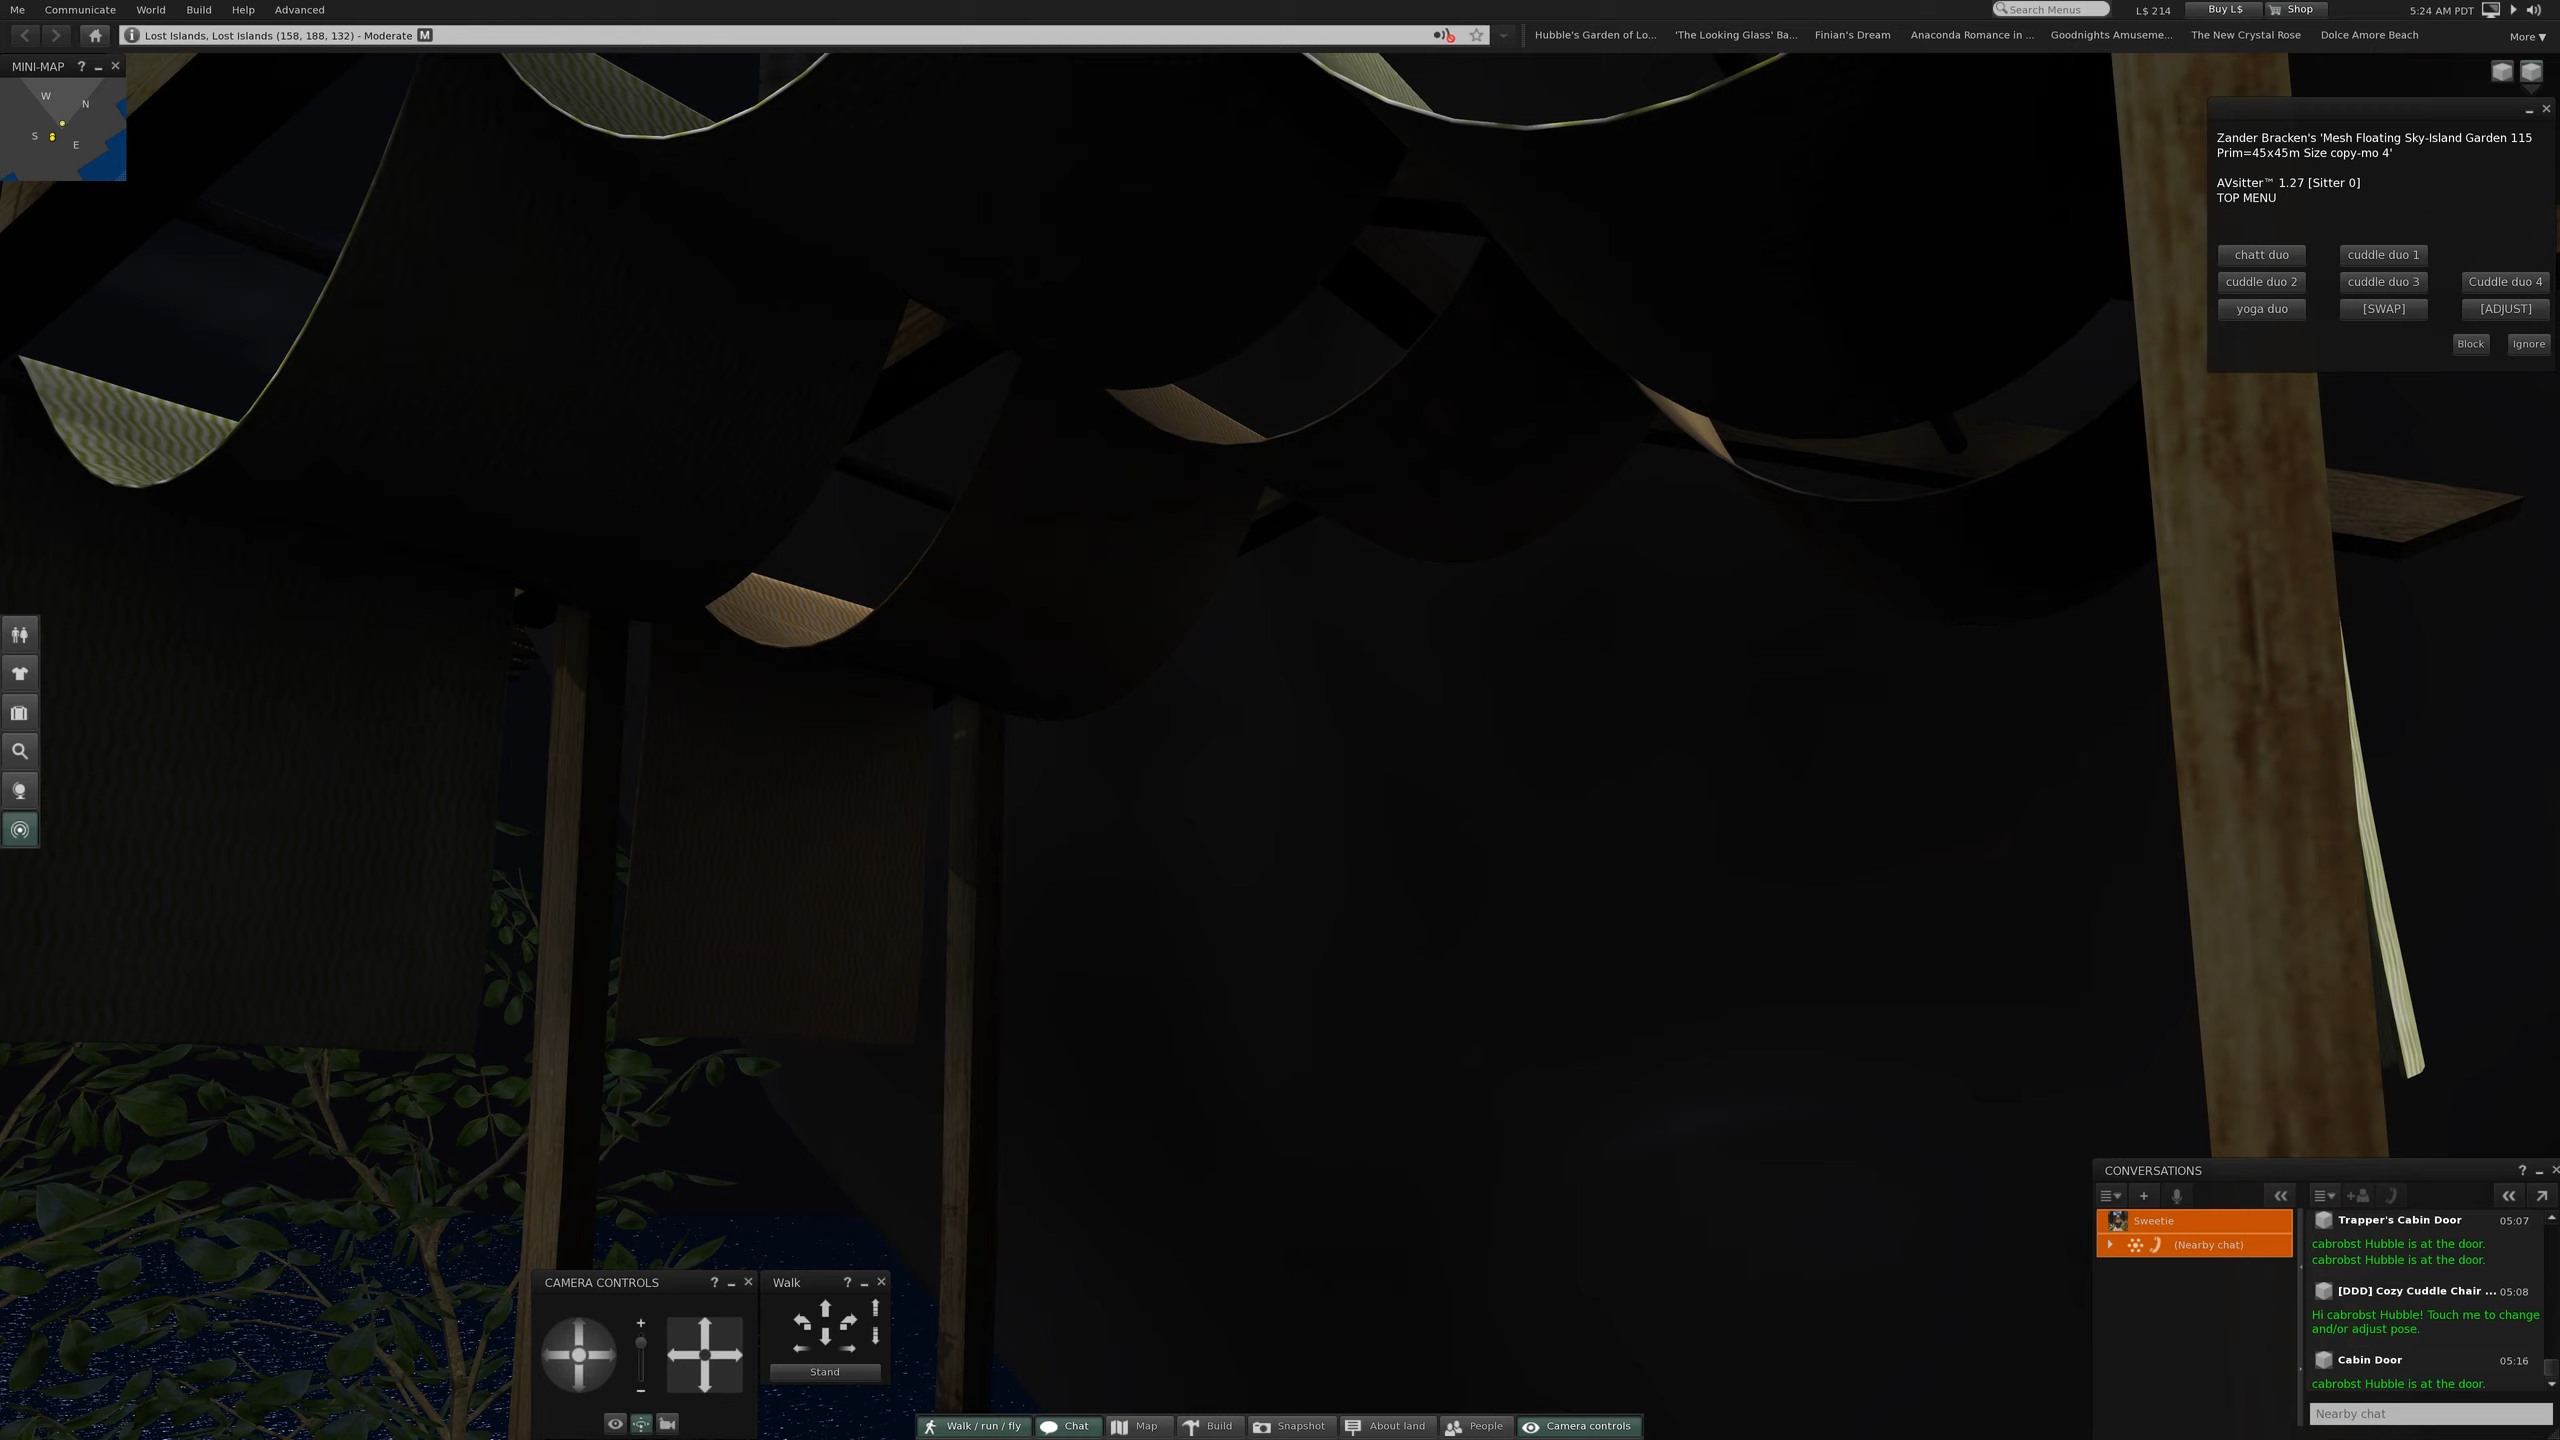 Me Communicate World Build Help Advanced
Search Menus L$ 214 Buy L$ Shop 5:24 AM PDT
Lost Islands, Lost Islands (158, 188, 132) - Moderate M
Hubble's Garden of Lo... 'The Looking Glass' Ba... Finian's Dream Anaconda Romance in ... Goodnights Amuseme... The New Crystal Rose Dolce Amore Beach More ▼
MINI-MAP ?
W
N
S
E
Zander Bracken's 'Mesh Floating Sky-Island Garden 115
Prim=45x45m Size copy-mo 4'
AVsitter™ 1.27 [Sitter 0]
TOP MENU
chatt duo cuddle duo 1
cuddle duo 2 cuddle duo 3 Cuddle duo 4
yoga duo [SWAP] [ADJUST]
Block Ignore
CONVERSATIONS ?
Sweetie
(Nearby chat)
Trapper's Cabin Door 05:07
cabrobst Hubble is at the door.
cabrobst Hubble is at the door.
[DDD] Cozy Cuddle Chair ... 05:08
Hi cabrobst Hubble! Touch me to change
and/or adjust pose.
Cabin Door 05:16
cabrobst Hubble is at the door.
Nearby chat
CAMERA CONTROLS ?
Walk ?
Stand
Walk / run / fly Chat Map Build Snapshot About land People Camera controls